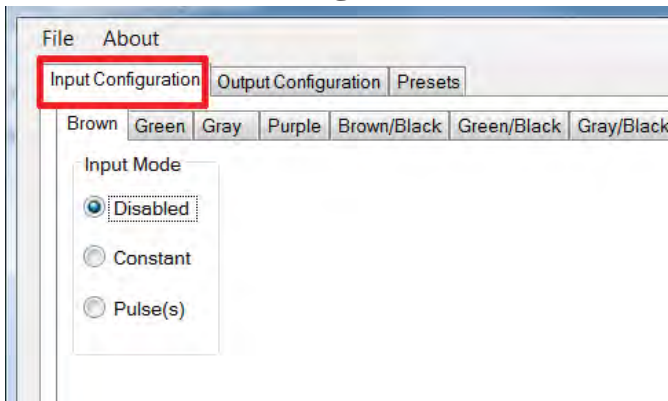 File About
Input Configuration Output Configuration Presets
Brown Green Gray Purple Brown/Black Green/Black Gray/Black
Input Mode
Disabled
Constant
Pulse(s)